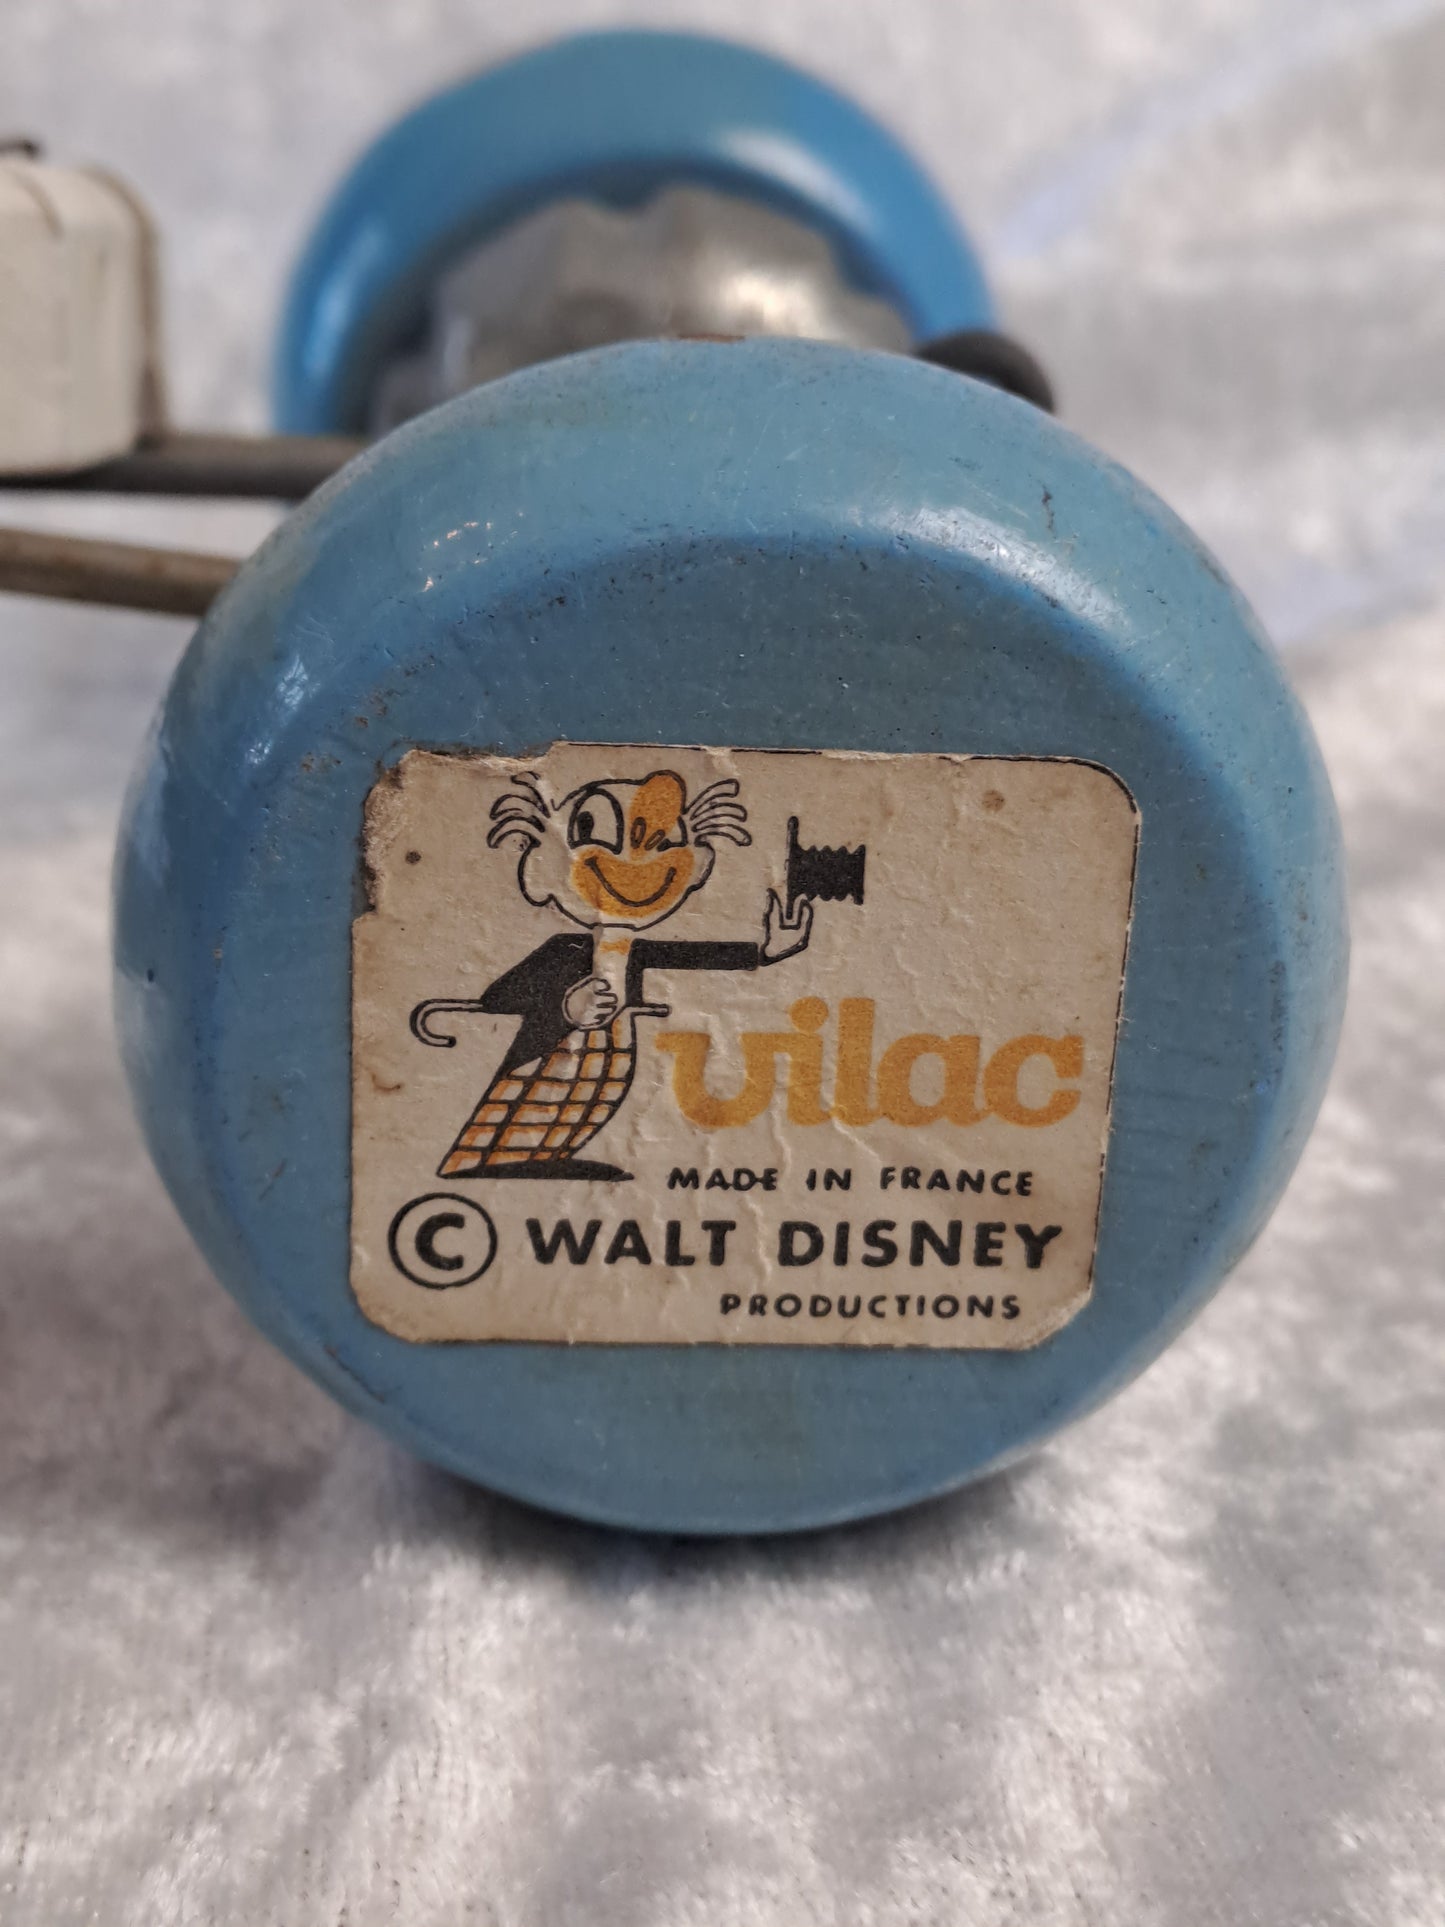 vilac
MADE IN FRANCE
© WALT DISNEY
PRODUCTIONS